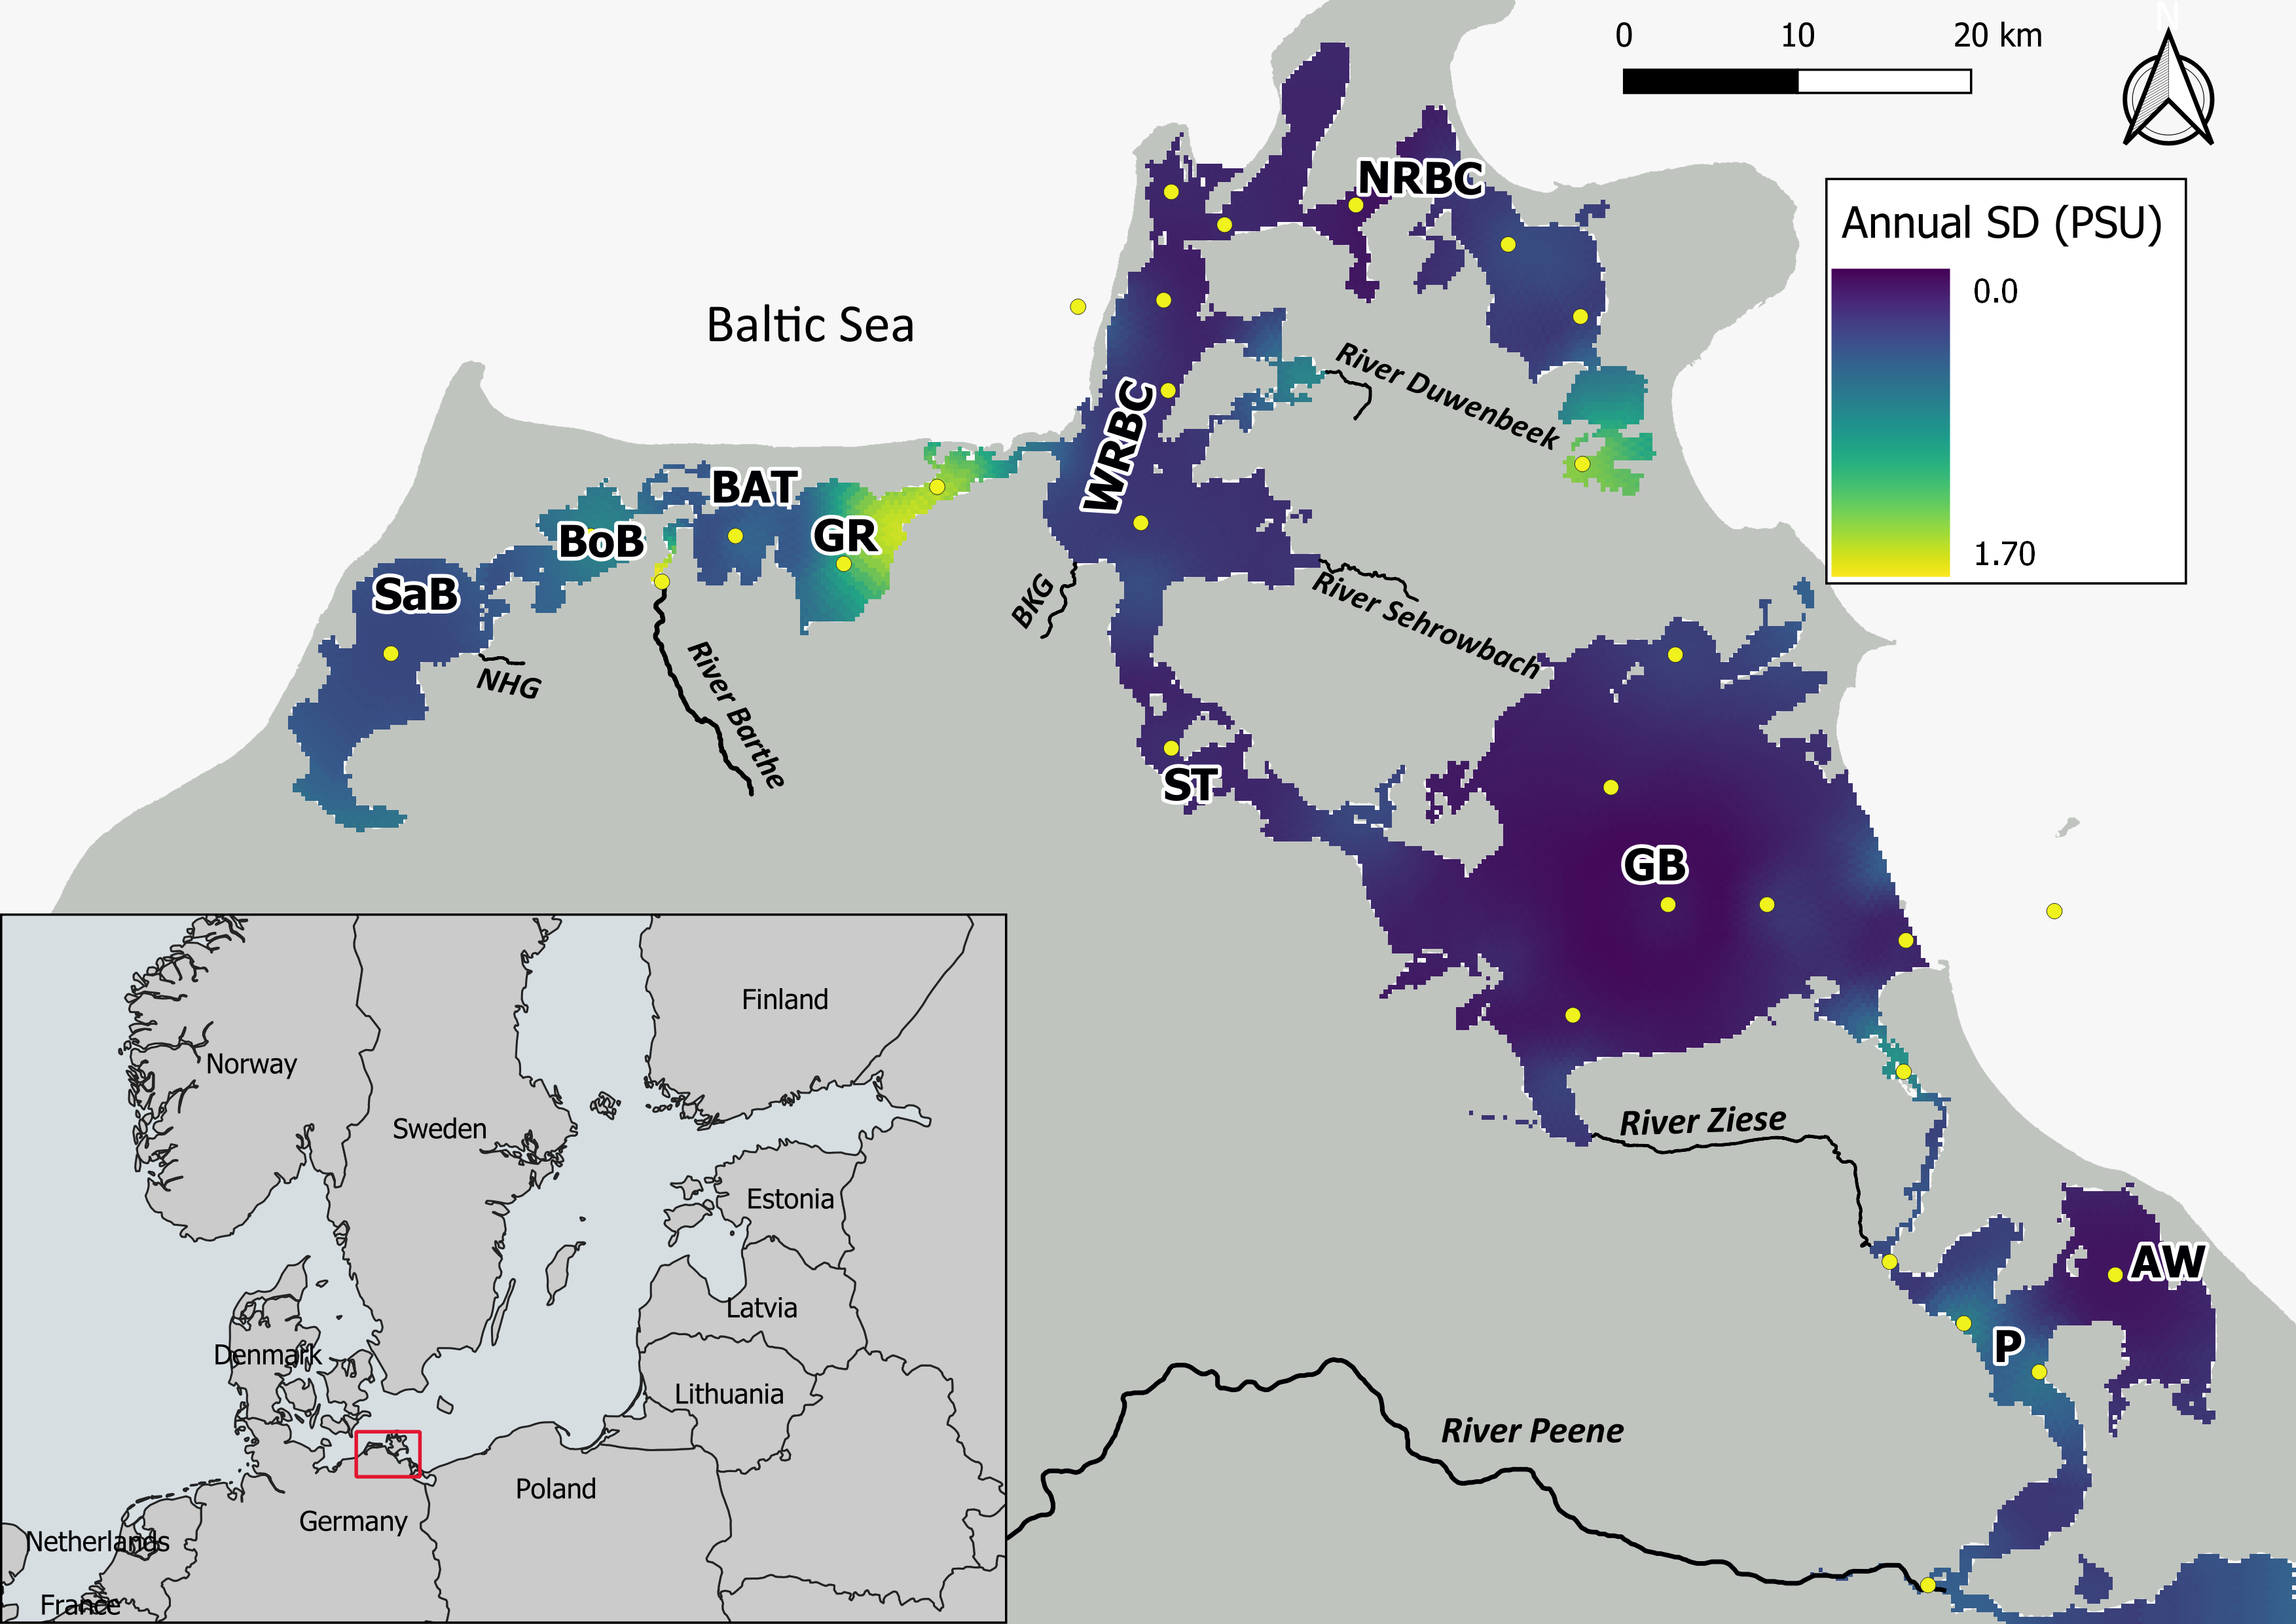 0 10 20 km
N
Annual SD (PSU)
0.0
1.70
NRBC
Baltic Sea
River Duwenbeek
WRBC
BAT
BoB
GR
SaB
BKG
River Sehrowbach
NHG
River Barthe
ST
GB
River Ziese
AW
P
River Peene
Finland
Norway
Sweden
Estonia
Latvia
Denmark
Lithuania
Poland
Germany
Netherlands
France